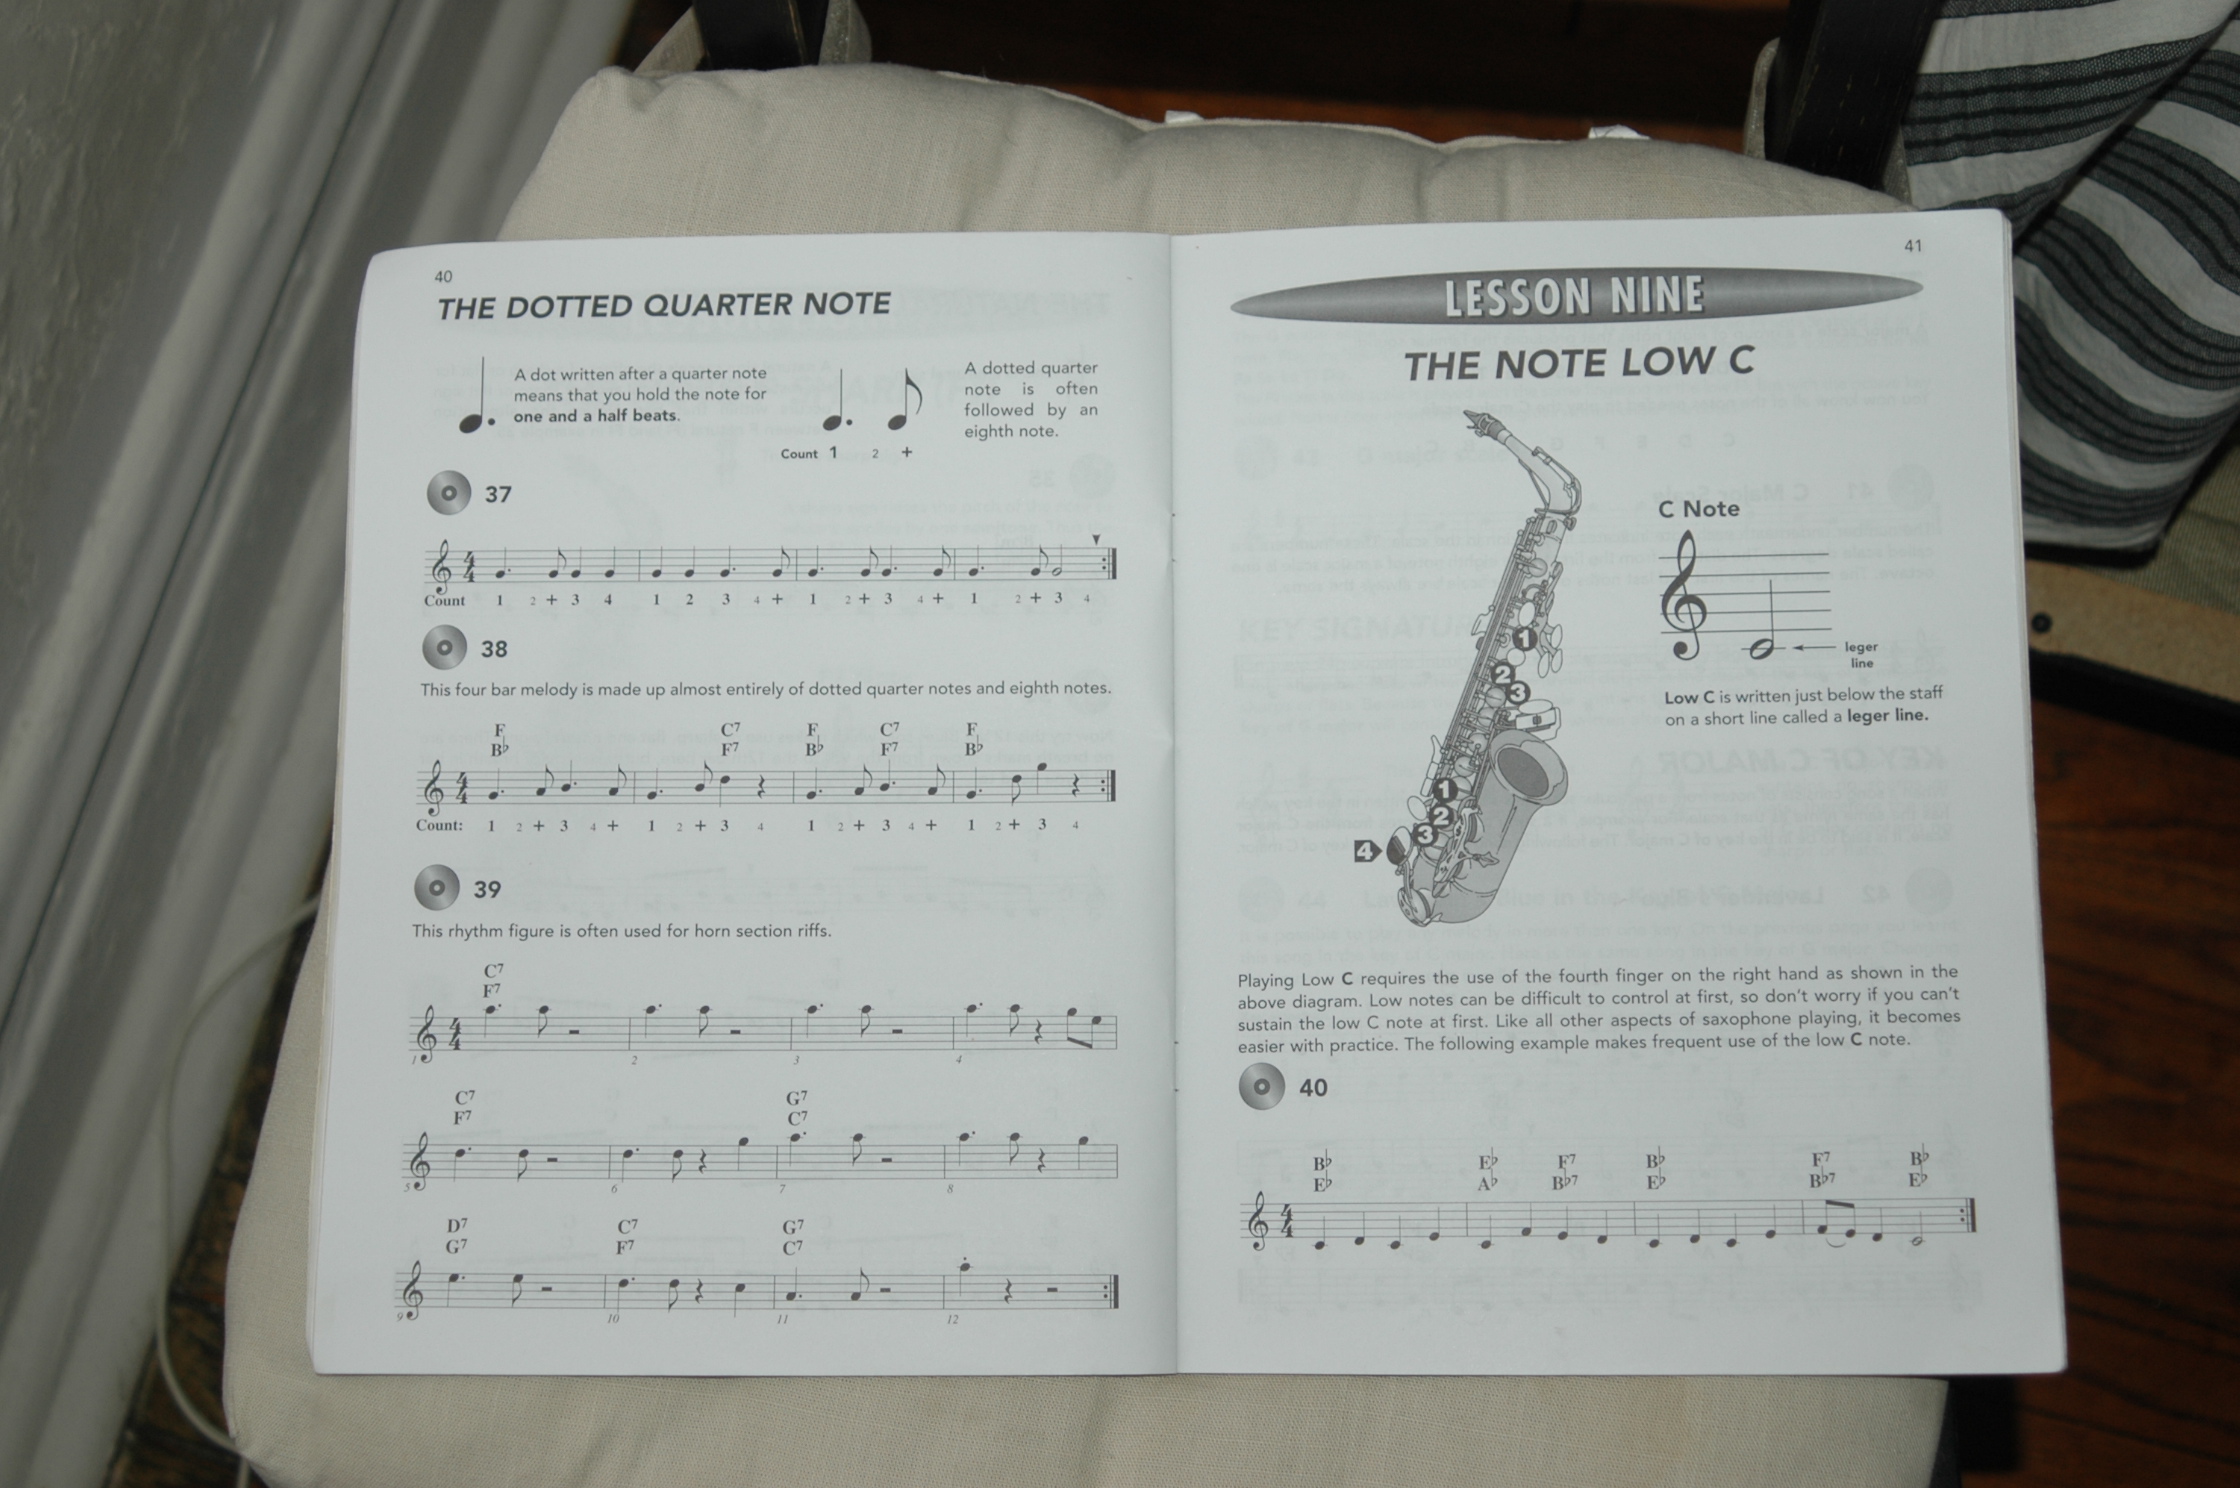 40
THE DOTTED QUARTER NOTE
A dot written after a quarter note
means that you hold the note for
one and a half beats.
Count 1 2 +
A dotted quarter
note is often
followed by an
eighth note.
37
4
4
Count 1 2 + 3 4 1 2 3 4 + 1 2 + 3 4 + 1 2 + 3 4
38
This four bar melody is made up almost entirely of dotted quarter notes and eighth notes.
F C7 F C7 F
B♭ F7 B♭ F7 B♭
4
4
Count: 1 2 + 3 4 + 1 2 + 3 4 1 2 + 3 4 + 1 2 + 3 4
39
This rhythm figure is often used for horn section riffs.
C7
F7
4
4
1 2 3 4
C7 G7
F7 C7
5 6 7 8
D7 C7 G7
G7 F7 C7
9 10 11 12
41
LESSON NINE
THE NOTE LOW C
1
2
3
1
2
3
4
C Note
leger
line
Low C is written just below the staff
on a short line called a leger line.
Playing Low C requires the use of the fourth finger on the right hand as shown in the
above diagram. Low notes can be difficult to control at first, so don't worry if you can't
sustain the low C note at first. Like all other aspects of saxophone playing, it becomes
easier with practice. The following example makes frequent use of the low C note.
40
B♭ E♭ F7 B♭ F7 B♭
E♭ A♭ B♭7 E♭ B♭7 E♭
4
4